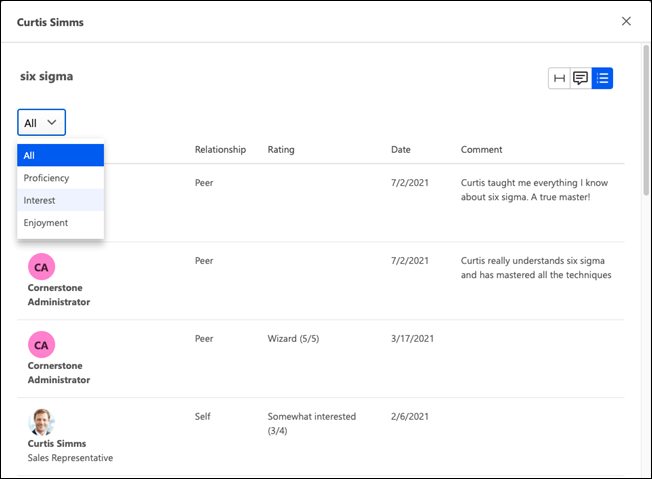 Curtis Simms
six sigma
All
All
Proficiency
Interest
Enjoyment
Relationship Rating Date Comment
Peer 7/2/2021 Curtis taught me everything I know
about six sigma. A true master!
CA
Cornerstone
Administrator
Peer 7/2/2021 Curtis really understands six sigma
and has mastered all the techniques
CA
Cornerstone
Administrator
Peer Wizard (5/5) 3/17/2021
Curtis Simms
Sales Representative
Self Somewhat interested 2/6/2021
(3/4)